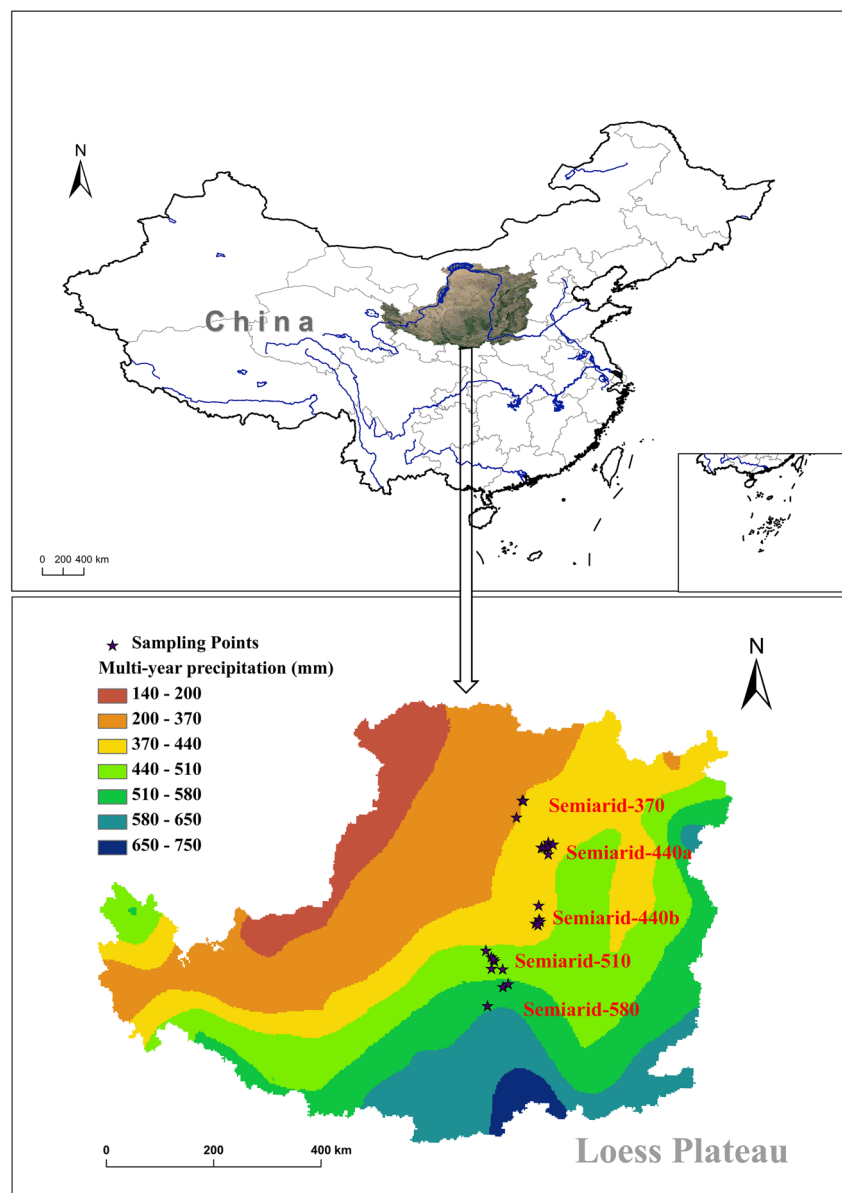 N
China
0 200 400 km
Sampling Points
Multi-year precipitation (mm)
140 - 200
200 - 370
370 - 440
440 - 510
510 - 580
580 - 650
650 - 750
N
Semiarid-370
Semiarid-440a
Semiarid-440b
Semiarid-510
Semiarid-580
0 200 400 km
Loess Plateau